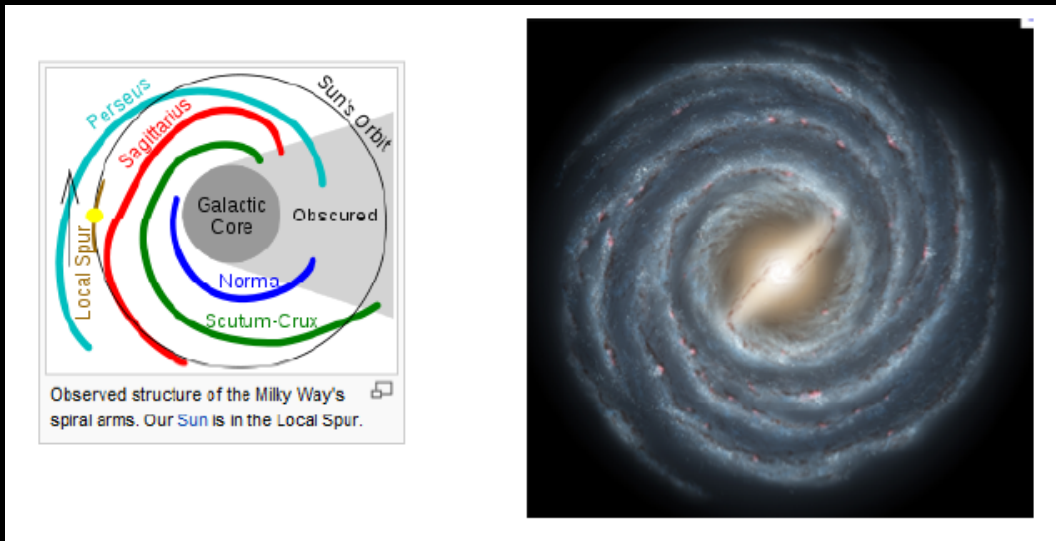 Perseus
Sagittarius
Sun's Orbit
Galactic
Core
Obscured
Local Spur
Norma
Scutum-Crux
Observed structure of the Milky Way's
spiral arms. Our Sun is in the Local Spur.